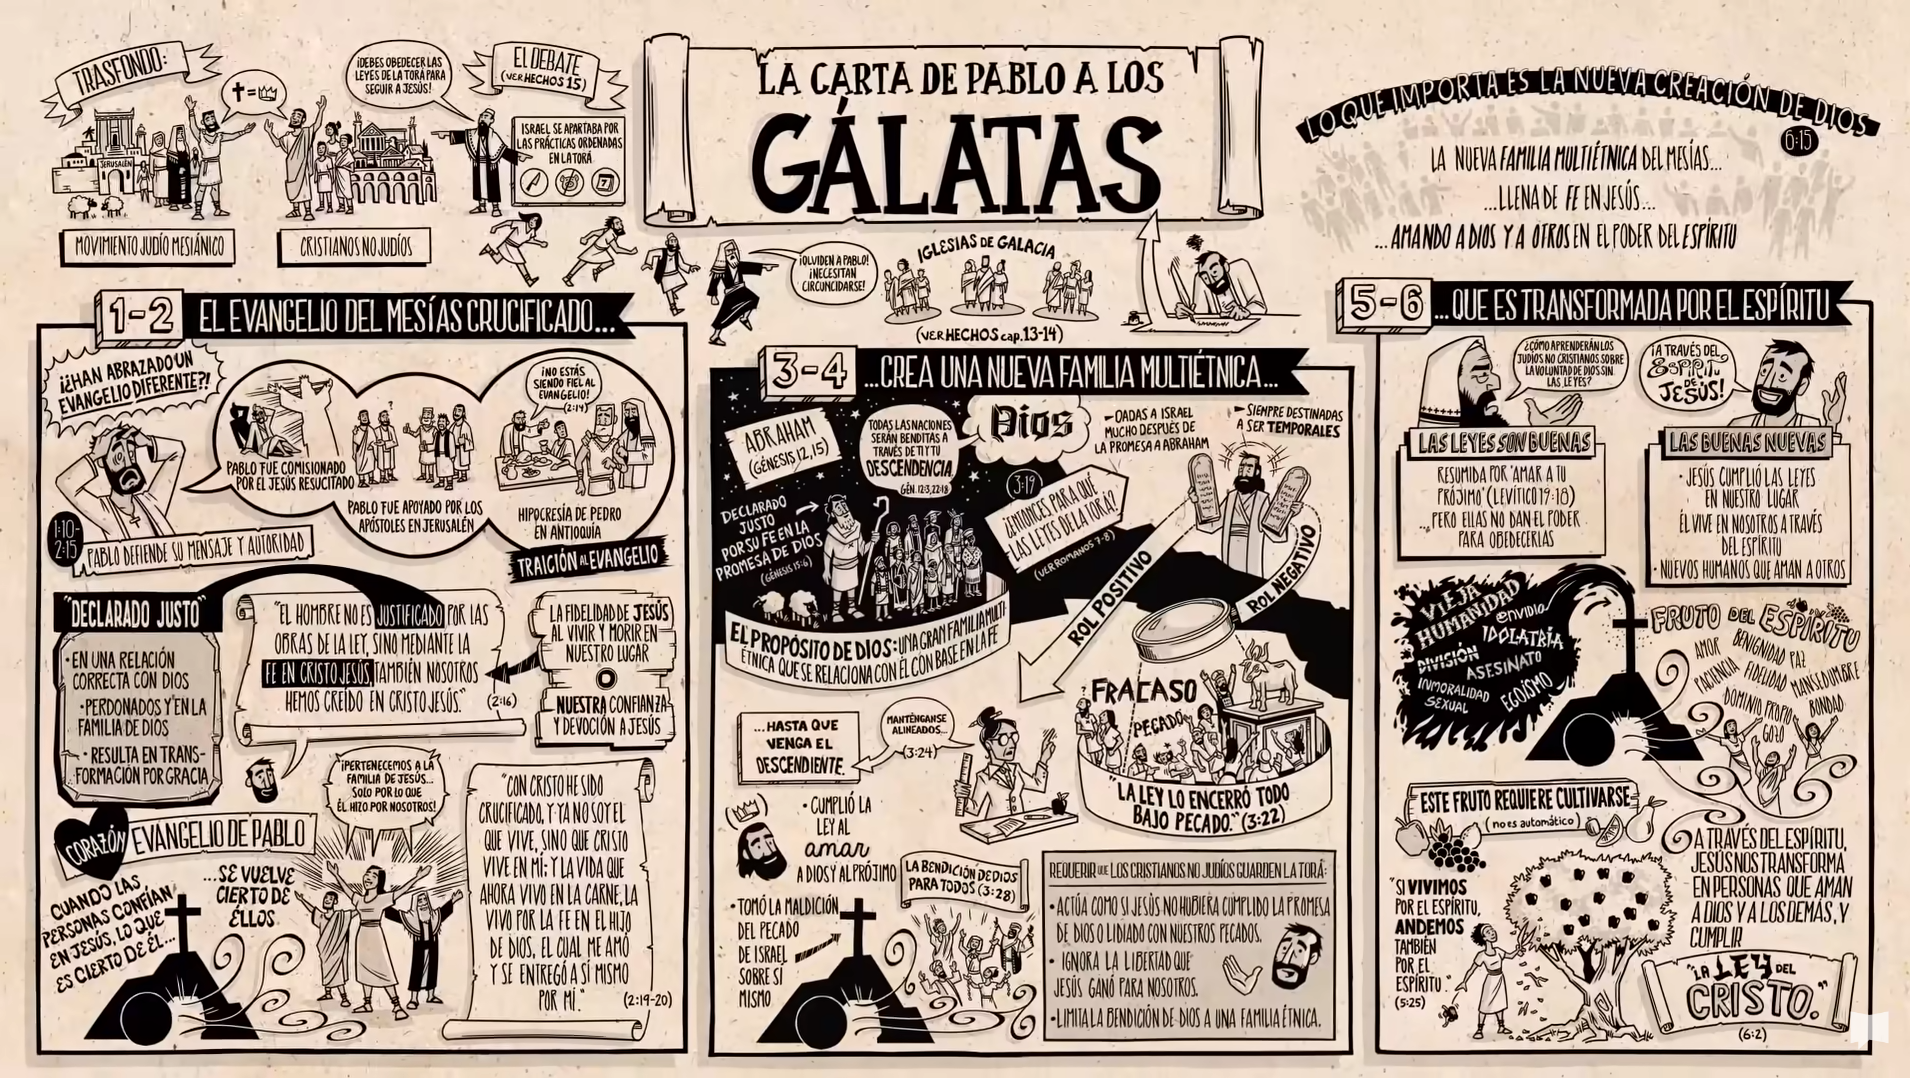 TRASFONDO:
¡DEBES OBEDECER LAS
LEYES DE LA TORÁ PARA
SEGUIR A JESÚS!
EL DEBATE
(VER HECHOS 15)
JERUSALÉN
ISRAEL SE APARTABA POR
LAS PRÁCTICAS ORDENADAS
EN LA TORÁ
7
MOVIMIENTO JUDÍO MESIÁNICO
CRISTIANOS NO JUDÍOS
LA CARTA DE PABLO A LOS
GÁLATAS
¡OLVIDEN A PABLO!
¡NECESITAN
CIRCUNCIDARSE!
IGLESIAS DE GALACIA
(VER HECHOS cap.13-14)
LO QUE IMPORTA ES LA NUEVA CREACIÓN DE DIOS
6:15
LA NUEVA FAMILIA MULTIÉTNICA DEL MESÍAS...
...LLENA DE FE EN JESÚS...
...AMANDO A DIOS Y A OTROS EN EL PODER DEL ESPÍRITU
1-2 EL EVANGELIO DEL MESÍAS CRUCIFICADO...
¡¿HAN ABRAZADO UN
EVANGELIO DIFERENTE?!
PABLO FUE COMISIONADO
POR EL JESÚS RESUCITADO
?
PABLO FUE APOYADO POR LOS
APÓSTOLES EN JERUSALÉN
¡NO ESTÁS
SIENDO FIEL AL
EVANGELIO!
(2:14)
HIPOCRESÍA DE PEDRO
EN ANTIOQUÍA
TRAICIÓN AL EVANGELIO
1:10-
2:15
PABLO DEFIENDE SU MENSAJE Y AUTORIDAD
"DECLARADO JUSTO"
• EN UNA RELACIÓN
CORRECTA CON DIOS
• PERDONADOS Y EN LA
FAMILIA DE DIOS
• RESULTA EN TRANS-
FORMACIÓN POR GRACIA
"EL HOMBRE NO ES JUSTIFICADO POR LAS
OBRAS DE LA LEY, SINO MEDIANTE LA
FE EN CRISTO JESÚS, TAMBIÉN NOSOTROS
HEMOS CREÍDO EN CRISTO JESÚS."
(2:16)
LA FIDELIDAD DE JESÚS
AL VIVIR Y MORIR EN
NUESTRO LUGAR
O
NUESTRA CONFIANZA
Y DEVOCIÓN A JESÚS
CORAZÓN EVANGELIO DE PABLO
CUANDO LAS
PERSONAS CONFÍAN
EN JESÚS, LO QUE
ES CIERTO DE ÉL...
...SE VUELVE
CIERTO DE
ELLOS.
¡PERTENECEMOS A LA
FAMILIA DE JESÚS...
SOLO POR LO QUE
ÉL HIZO POR NOSOTROS!
"CON CRISTO HE SIDO
CRUCIFICADO, Y YA NO SOY EL
QUE VIVE, SINO QUE CRISTO
VIVE EN MÍ: Y LA VIDA QUE
AHORA VIVO EN LA CARNE, LA
VIVO POR LA FE EN EL HIJO
DE DIOS, EL CUAL ME AMÓ
Y SE ENTREGÓ A SÍ MISMO
POR MÍ."
(2:19-20)
3-4 ...CREA UNA NUEVA FAMILIA MULTIÉTNICA...
ABRAHAM
(GÉNESIS 12, 15)
TODAS LAS NACIONES
SERÁN BENDITAS A
TRAVÉS DE TI Y TU
DESCENDENCIA.
GÉN. 12:3, 22:18
Dios
DECLARADO
JUSTO
POR SU FE EN LA
PROMESA DE DIOS
(GÉNESIS 15:6)
EL PROPÓSITO DE DIOS: UNA GRAN FAMILIA MULTI-
ÉTNICA QUE SE RELACIONA CON ÉL CON BASE EN LA FE
DADAS A ISRAEL
MUCHO DESPUÉS DE
LA PROMESA A ABRAHAM
SIEMPRE DESTINADAS
A SER TEMPORALES
3:19
¿ENTONCES PARA QUÉ
LAS LEYES DE LA TORÁ?
(VER ROMANOS 7-8)
ROL POSITIVO
ROL NEGATIVO
FRACASO
PECADO
"LA LEY LO ENCERRÓ TODO
BAJO PECADO." (3:22)
...HASTA QUE
VENGA EL
DESCENDIENTE.
MANTÉNGANSE
ALINEADOS...
(3:24)
• CUMPLIÓ LA
LEY AL
amar
A DIOS Y AL PRÓJIMO
• TOMÓ LA MALDICIÓN
DEL PECADO
DE ISRAEL
SOBRE SÍ
MISMO
LA BENDICIÓN DE DIOS
PARA TODOS (3:28)
REQUERIR QUE LOS CRISTIANOS NO JUDÍOS GUARDEN LA TORÁ:
• ACTÚA COMO SI JESÚS NO HUBIERA CUMPLIDO LA PROMESA
DE DIOS O LIDIADO CON NUESTROS PECADOS.
• IGNORA LA LIBERTAD QUE
JESÚS GANÓ PARA NOSOTROS.
• LIMITA LA BENDICIÓN DE DIOS A UNA FAMILIA ÉTNICA.
5-6 ...QUE ES TRANSFORMADA POR EL ESPÍRITU
¿CÓMO APRENDERÁN LOS
JUDÍOS NO CRISTIANOS SOBRE
LA VOLUNTAD DE DIOS SIN
LAS LEYES?
¡A TRAVÉS DEL
ESPÍRITU
DE
JESÚS!
LAS LEYES SON BUENAS
RESUMIDA POR "AMAR A TU
PRÓJIMO" (LEVÍTICO 19:18)
...PERO ELLAS NO DAN EL PODER
PARA OBEDECERLAS
LAS BUENAS NUEVAS
• JESÚS CUMPLIÓ LAS LEYES
EN NUESTRO LUGAR
ÉL VIVE EN NOSOTROS A TRAVÉS
DEL ESPÍRITU
• NUEVOS HUMANOS QUE AMAN A OTROS
VIEJA
HUMANIDAD
envidia
IDOLATRÍA
DIVISIÓN
ASESINATO
INMORALIDAD
SEXUAL
EGOÍSMO
FRUTO DEL ESPÍRITU
AMOR
BENIGNIDAD
PAZ
PACIENCIA
FIDELIDAD
MANSEDUMBRE
DOMINIO PROPIO
BONDAD
GOZO
ESTE FRUTO REQUIERE CULTIVARSE
(no es automático)
"SI VIVIMOS
POR EL ESPÍRITU,
ANDEMOS
TAMBIÉN
POR EL
ESPÍRITU."
(5:25)
A TRAVÉS DEL ESPÍRITU,
JESÚS NOS TRANSFORMA
EN PERSONAS QUE AMAN
A DIOS Y A LOS DEMÁS, Y
CUMPLIR
"LA LEY DEL
CRISTO."
(6:2)